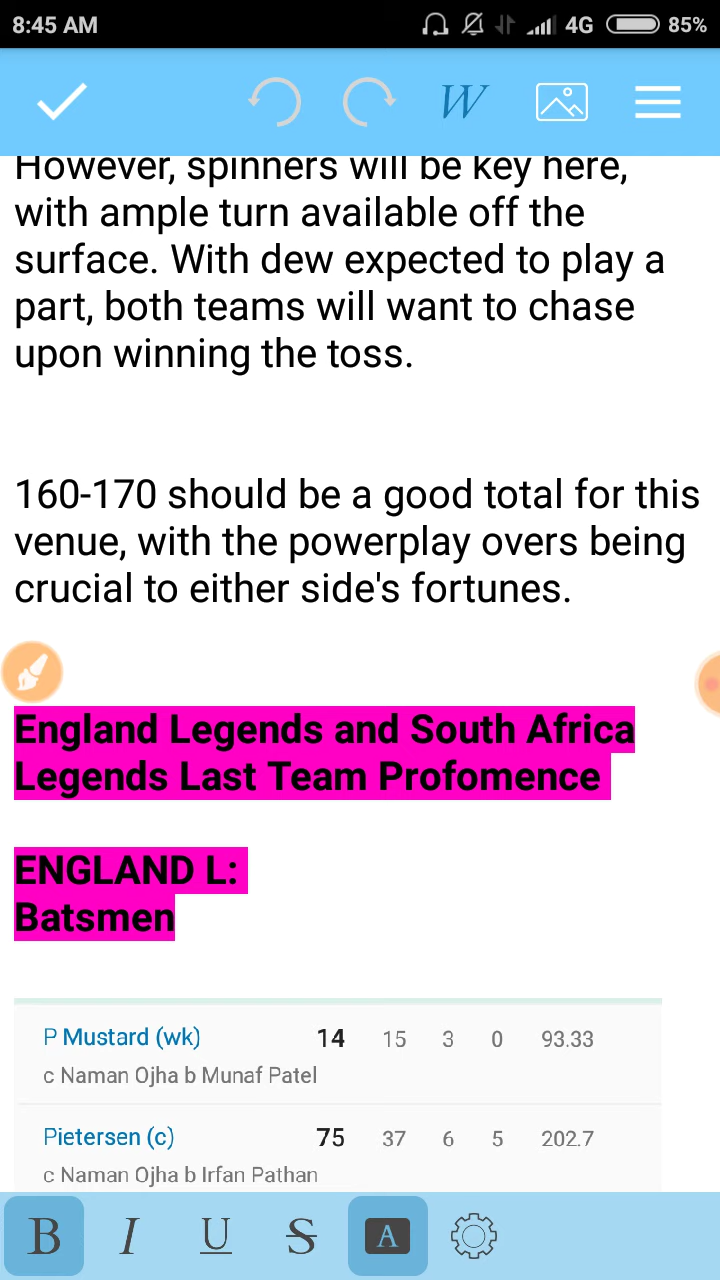 8:45 AM 4G 85%
W
However, spinners will be key here,
with ample turn available off the
surface. With dew expected to play a
part, both teams will want to chase
upon winning the toss.
160-170 should be a good total for this
venue, with the powerplay overs being
crucial to either side's fortunes.
England Legends and South Africa
Legends Last Team Profomence
ENGLAND L:
Batsmen
P Mustard (wk) 14 15 3 0 93.33
c Naman Ojha b Munaf Patel
Pietersen (c) 75 37 6 5 202.7
c Naman Ojha b Irfan Pathan
B I U S A